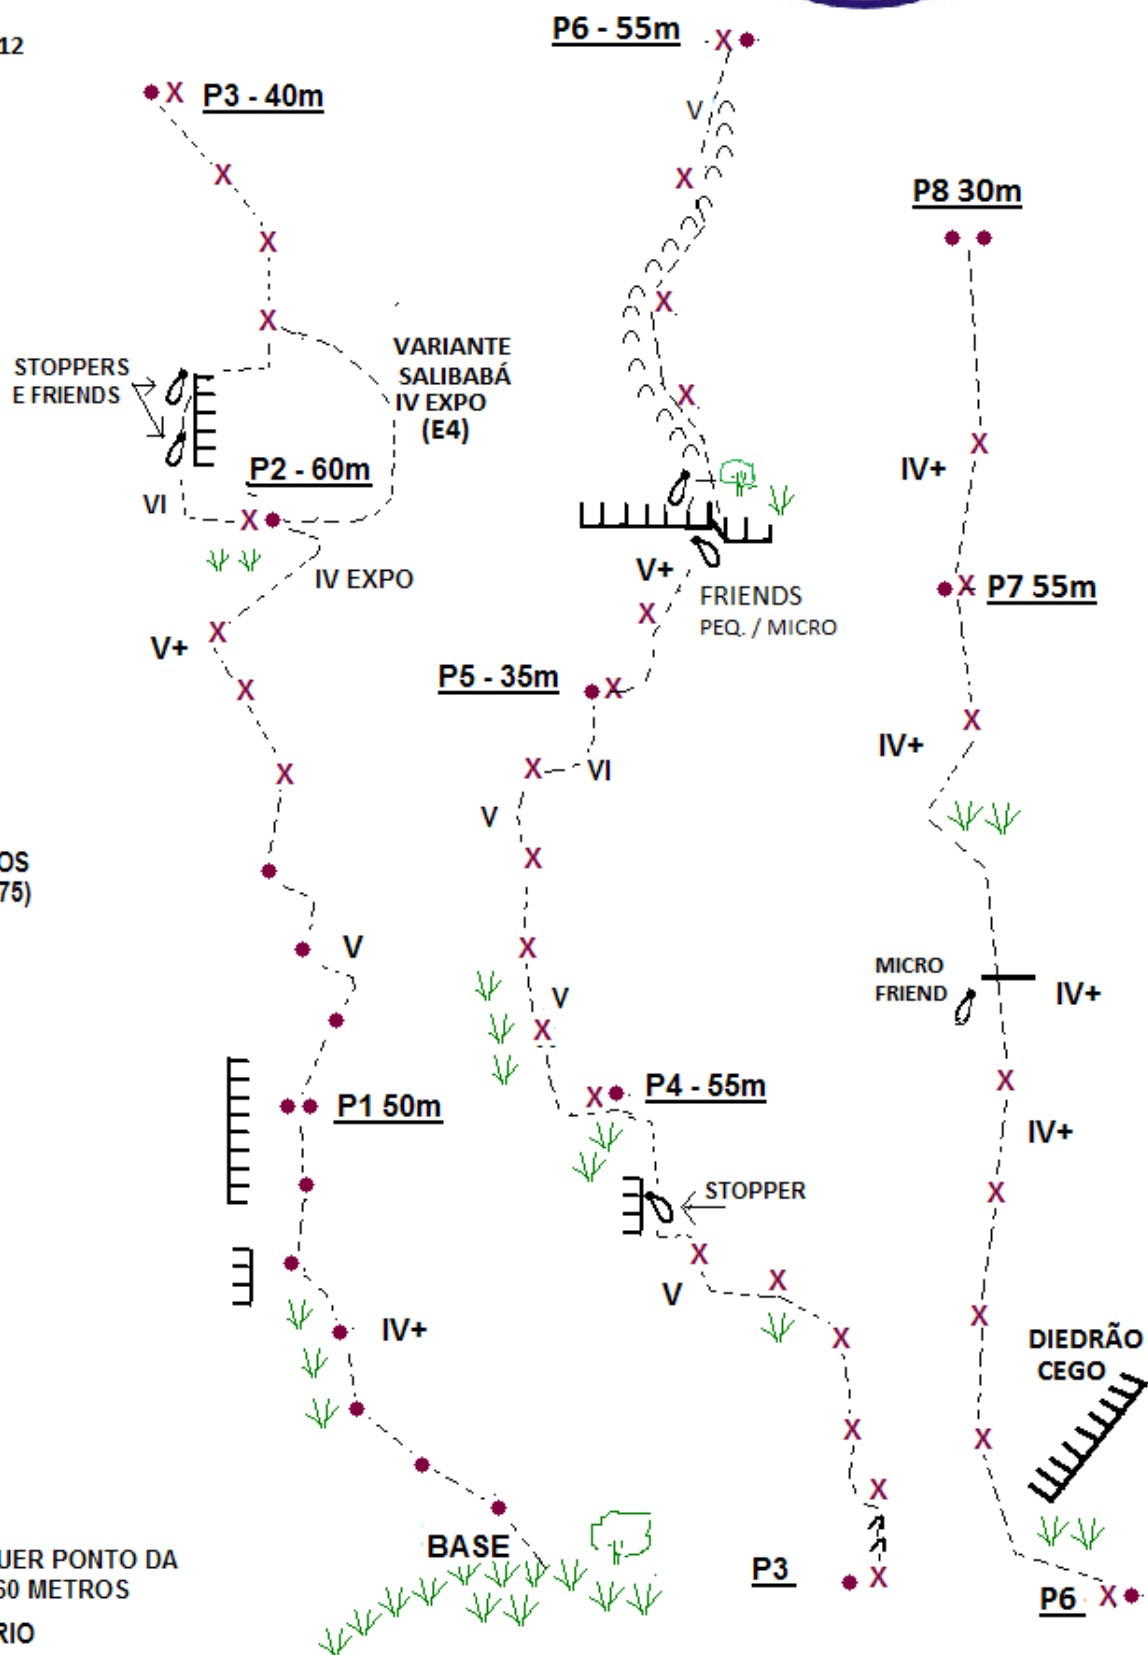 12
P3 - 40m
STOPPERS
E FRIENDS
VARIANTE
SALIBABÁ
IV EXPO
(E4)
P2 - 60m
VI
IV EXPO
V+
V
P1 50m
IV+
BASE
OS
75)
UER PONTO DA
60 METROS
RIO
P6 - 55m
V
V+
FRIENDS
PEQ. / MICRO
P5 - 35m
VI
V
V
P4 - 55m
STOPPER
V
P3
P8 30m
IV+
P7 55m
IV+
MICRO
FRIEND
IV+
IV+
DIEDRÃO
CEGO
P6